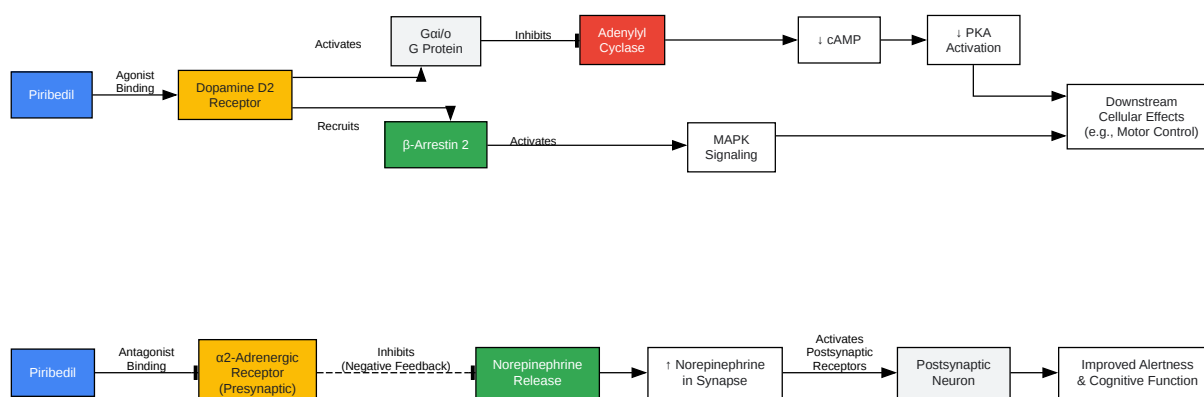 Piribedil
Agonist
Binding
Dopamine D2
Receptor
Activates
Gαi/o
G Protein
Inhibits
Adenylyl
Cyclase
↓ cAMP
↓ PKA
Activation
Recruits
β-Arrestin 2
Activates
MAPK
Signaling
Downstream
Cellular Effects
(e.g., Motor Control)
Piribedil
Antagonist
Binding
α2-Adrenergic
Receptor
(Presynaptic)
Inhibits
(Negative Feedback)
Norepinephrine
Release
↑ Norepinephrine
in Synapse
Activates
Postsynaptic
Receptors
Postsynaptic
Neuron
Improved Alertness
& Cognitive Function